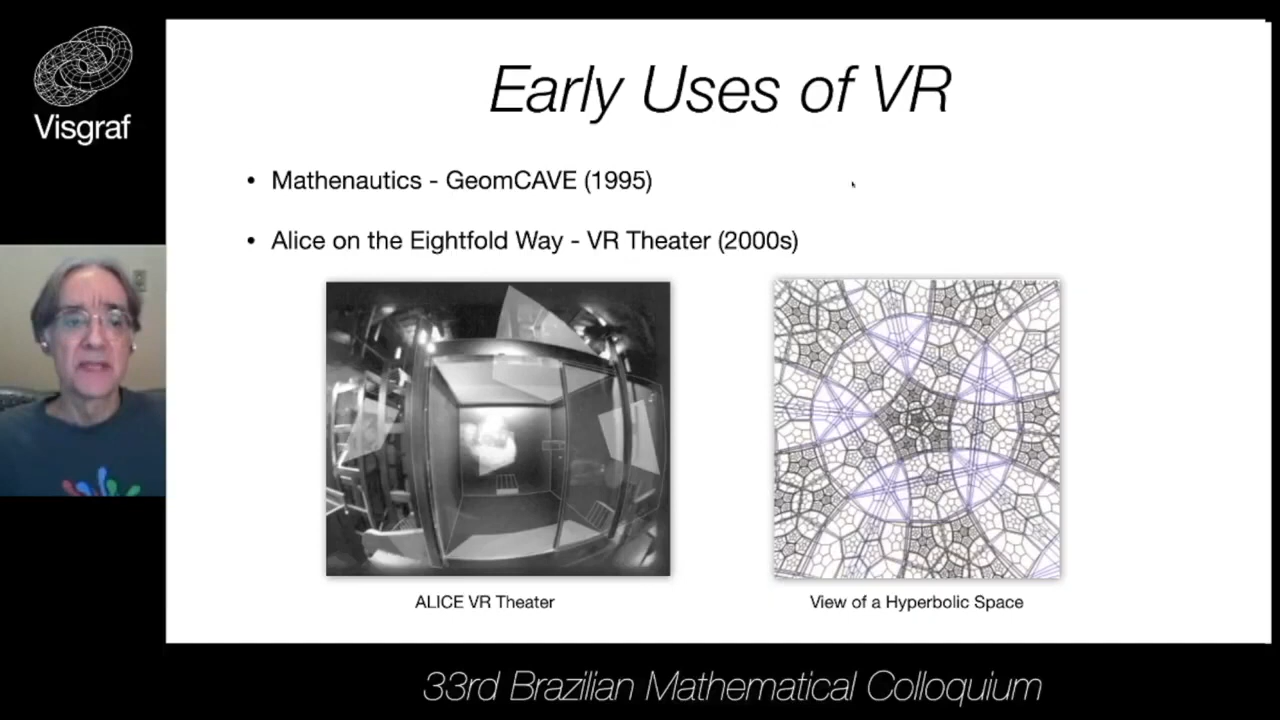 Visgraf
Early Uses of VR
• Mathenautics - GeomCAVE (1995)
• Alice on the Eightfold Way - VR Theater (2000s)
ALICE VR Theater
View of a Hyperbolic Space
33rd Brazilian Mathematical Colloquium